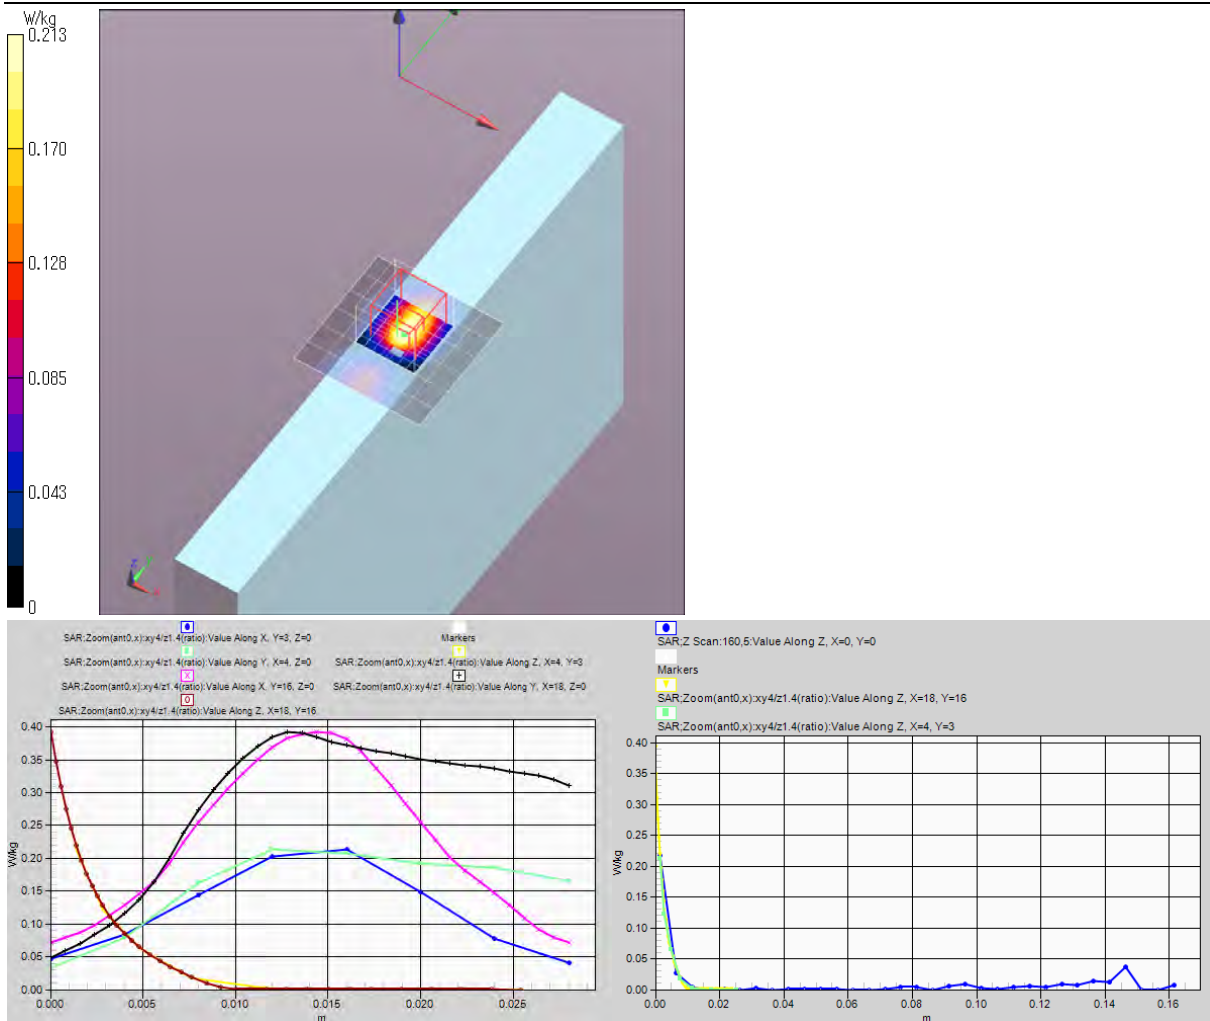 W/kg
0.213
0.170
0.128
0.085
0.043
0
Z
X
SAR;Zoom(ant0,x):xy4/z1.4(ratio):Value Along X, Y=3, Z=0
Markers
SAR;Zoom(ant0,x):xy4/z1.4(ratio):Value Along Y, X=4, Z=0
SAR;Zoom(ant0,x):xy4/z1.4(ratio):Value Along Z, X=4, Y=3
SAR;Zoom(ant0,x):xy4/z1.4(ratio):Value Along X, Y=16, Z=0
SAR;Zoom(ant0,x):xy4/z1.4(ratio):Value Along Y, X=18, Z=0
SAR;Zoom(ant0,x):xy4/z1.4(ratio):Value Along Z, X=18, Y=16
0.40
0.35
0.30
0.25
0.20
0.15
0.10
0.05
0.00
W/kg
0.000
0.005
0.010
0.015
0.020
0.025
m
SAR;Z Scan:160,5:Value Along Z, X=0, Y=0
Markers
SAR;Zoom(ant0,x):xy4/z1.4(ratio):Value Along Z, X=18, Y=16
SAR;Zoom(ant0,x):xy4/z1.4(ratio):Value Along Z, X=4, Y=3
0.40
0.35
0.30
0.25
0.20
0.15
0.10
0.05
0.00
W/kg
0.00
0.02
0.04
0.06
0.08
0.10
0.12
0.14
0.16
m